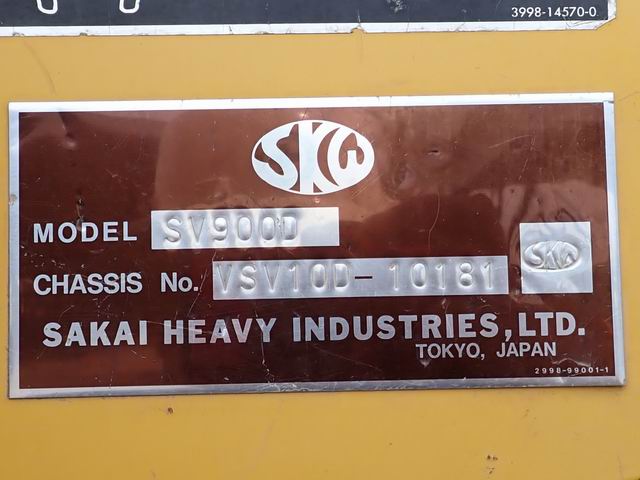 3998-14570-0
SKW
MODEL SV900D
CHASSIS No. VSV10D-10181
SKW
SAKAI HEAVY INDUSTRIES, LTD.
TOKYO, JAPAN
2998-99001-1